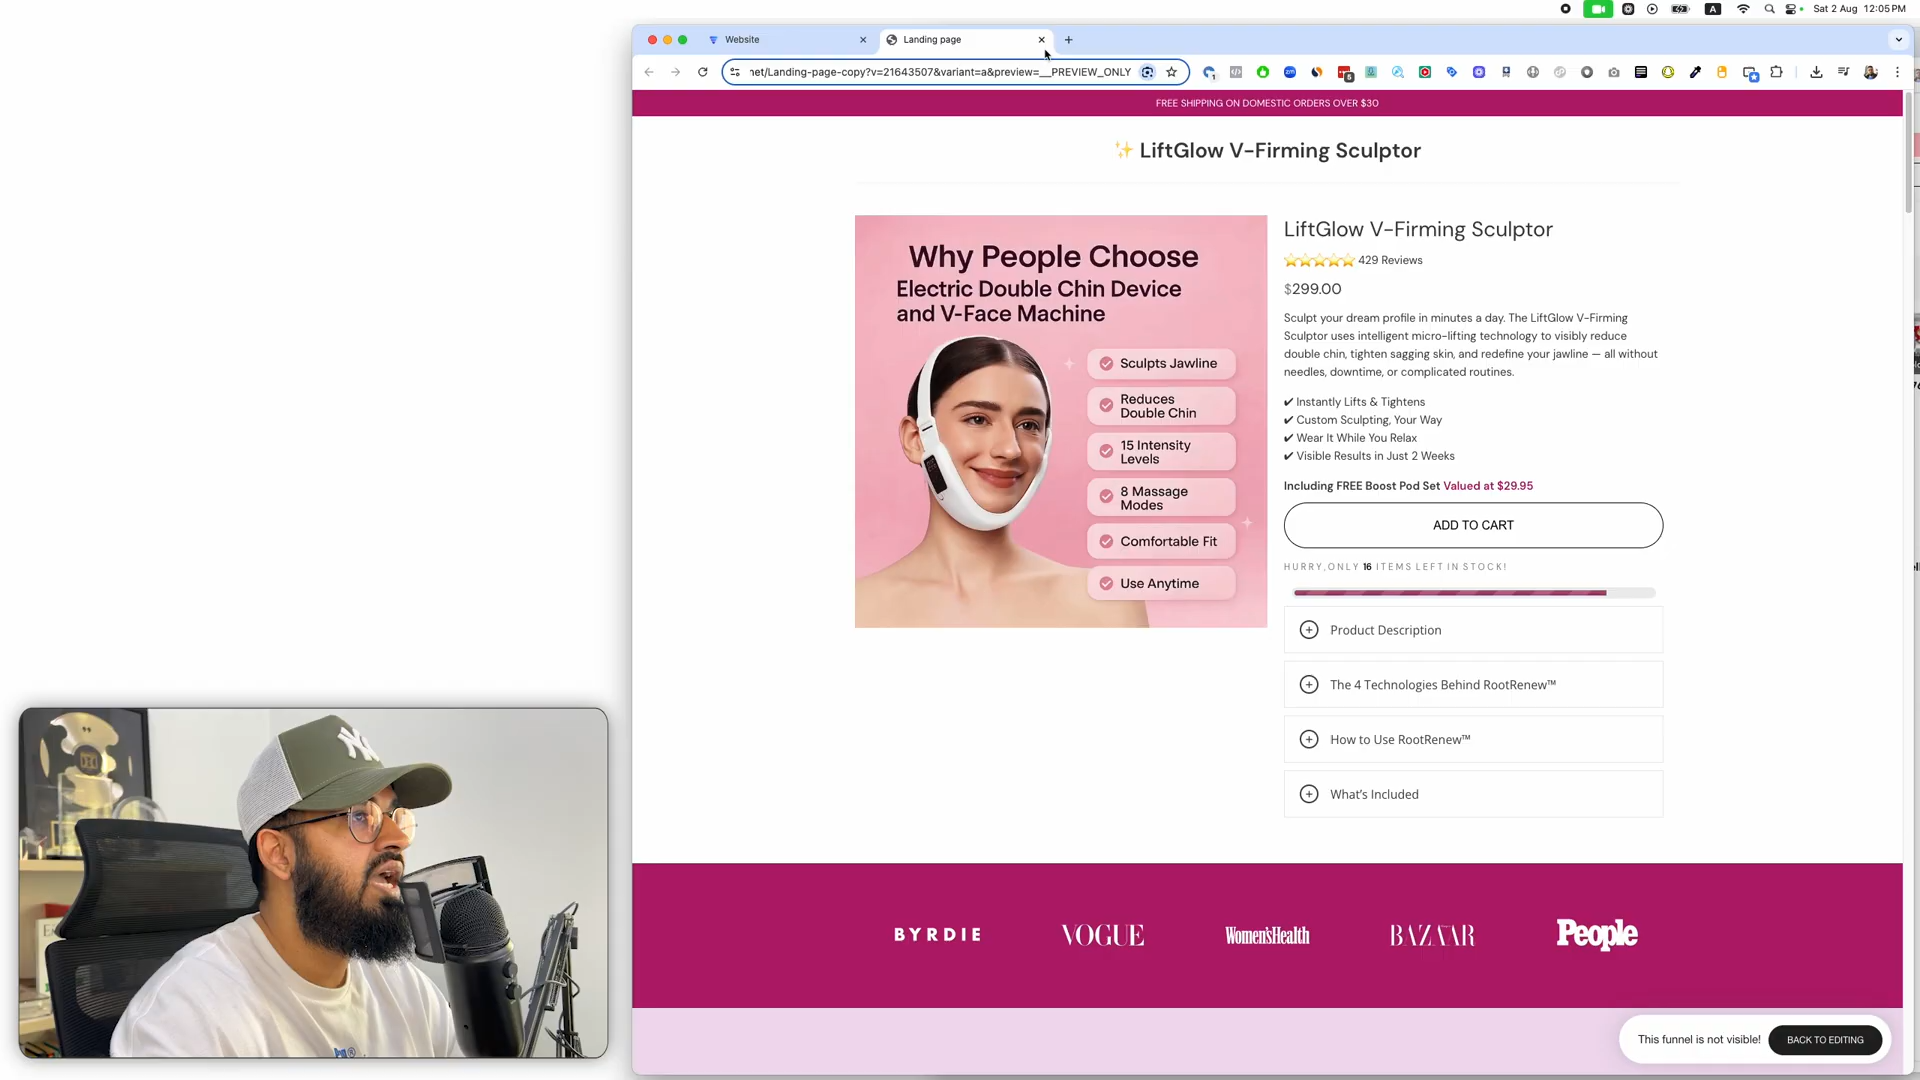 Sat 2 Aug 12:05 PM
Website
Landing page
net/Landing-page-copy?v=21643507&variant=a&preview=__PREVIEW_ONLY
FREE SHIPPING ON DOMESTIC ORDERS OVER $30
✨ LiftGlow V-Firming Sculptor
Why People Choose
Electric Double Chin Device
and V-Face Machine
Sculpts Jawline
Reduces
Double Chin
15 Intensity
Levels
8 Massage
Modes
Comfortable Fit
Use Anytime
LiftGlow V-Firming Sculptor
429 Reviews
$299.00
Sculpt your dream profile in minutes a day. The LiftGlow V-Firming
Sculptor uses intelligent micro-lifting technology to visibly reduce
double chin, tighten sagging skin, and redefine your jawline — all without
needles, downtime, or complicated routines.
✔ Instantly Lifts & Tightens
✔ Custom Sculpting, Your Way
✔ Wear It While You Relax
✔ Visible Results in Just 2 Weeks
Including FREE Boost Pod Set Valued at $29.95
ADD TO CART
HURRY, ONLY 16 ITEMS LEFT IN STOCK!
Product Description
The 4 Technologies Behind RootRenew™
How to Use RootRenew™
What's Included
BYRDIE
VOGUE
Women'sHealth
BAZAAR
People
This funnel is not visible!
BACK TO EDITING